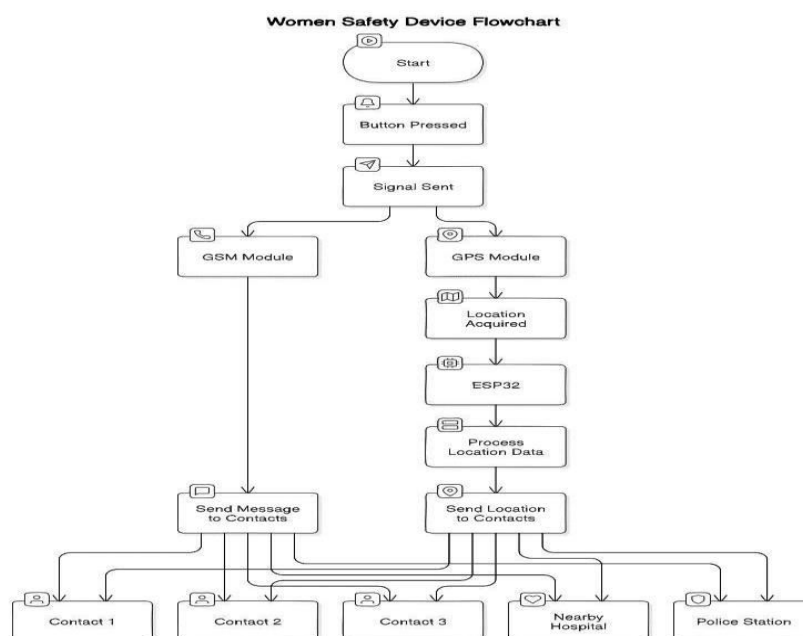 Women Safety Device Flowchart
Start
Button Pressed
Signal Sent
GSM Module
GPS Module
Location
Acquired
ESP32
Process
Location Data
Send Message
to Contacts
Send Location
to Contacts
Contact 1
Contact 2
Contact 3
Nearby
Hospital
Police Station